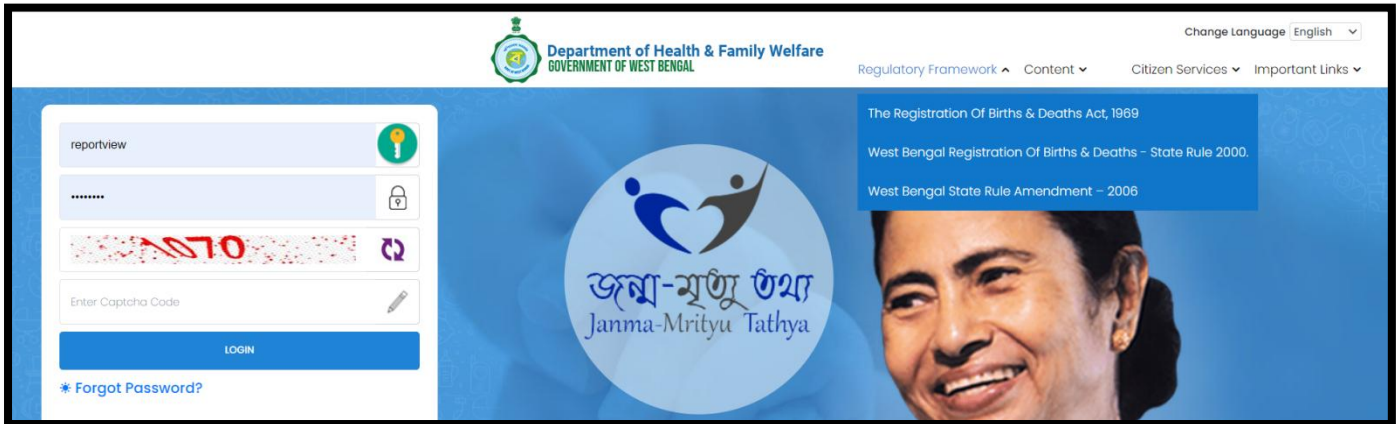 Change Language English
Department of Health & Family Welfare
GOVERNMENT OF WEST BENGAL
Regulatory Framework Content Citizen Services Important Links
The Registration Of Births & Deaths Act, 1969
West Bengal Registration Of Births & Deaths - State Rule 2000.
West Bengal State Rule Amendment – 2006
reportview
••••••••
Enter Captcha Code
LOGIN
Forgot Password?
জন্ম-মৃত্যু তথ্য
Janma-Mrityu Tathya